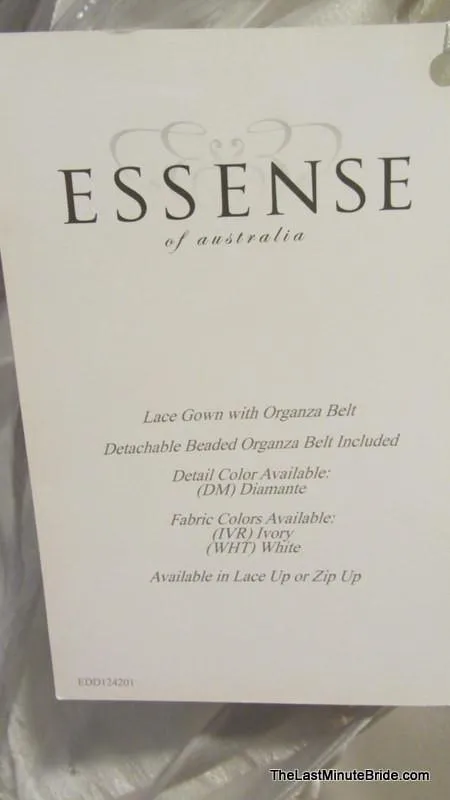 ESSENSE
of australia
Lace Gown with Organza Belt
Detachable Beaded Organza Belt Included
Detail Color Available:
(DM) Diamante
Fabric Colors Available:
(IVR) Ivory
(WHT) White
Available in Lace Up or Zip Up
EDD124201
TheLastMinuteBride.com